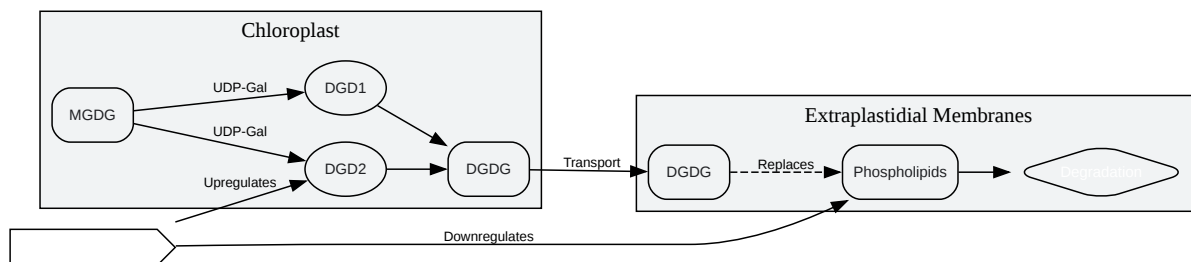 Chloroplast
MGDG
UDP-Gal
UDP-Gal
DGD1
DGD2
Upregulates
DGDG
Transport
Extraplastidial Membranes
DGDG
Replaces
Phospholipids
Degradation
Downregulates